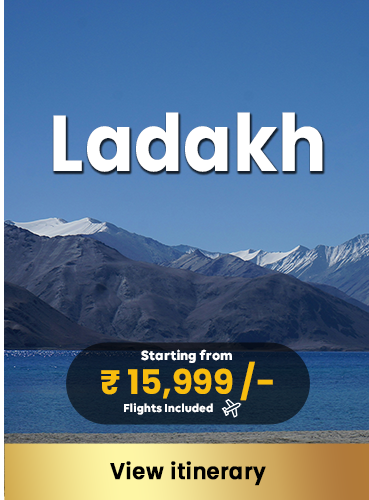 Ladakh
Starting from
₹ 15,999 /-
Flights Included
View itinerary